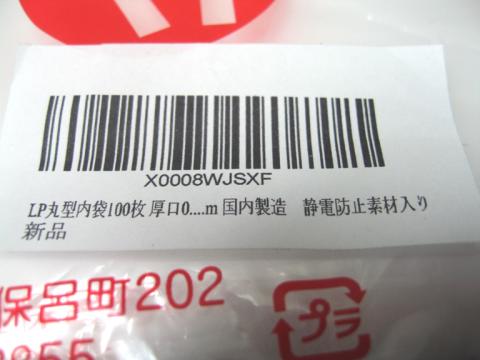 X0008WJSXF
LP丸型内袋100枚 厚口0....m 国内製造 静電防止素材入り
新品
保呂町202
プラ